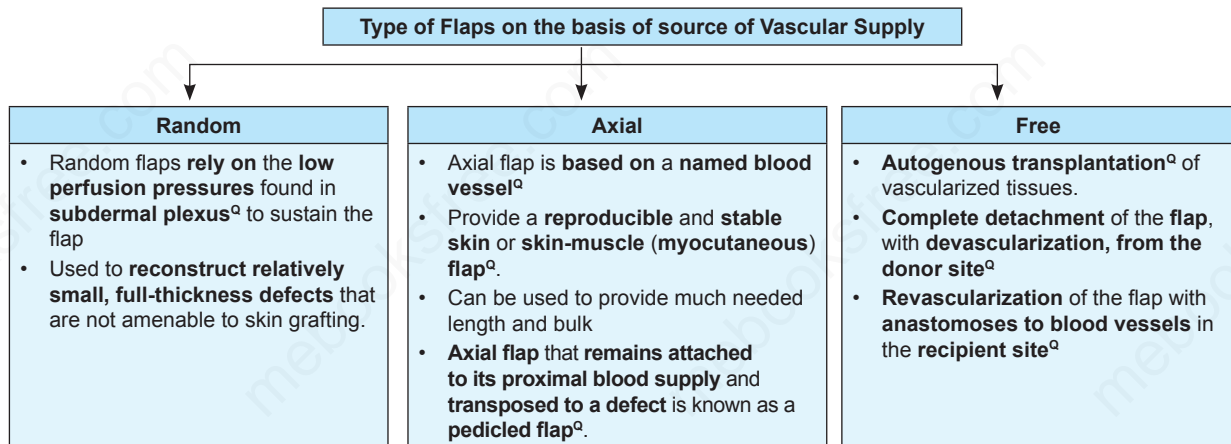 Type of Flaps on the basis of source of Vascular Supply
Random
• Random flaps rely on the low
perfusion pressures found in
subdermal plexusQ to sustain the
flap
• Used to reconstruct relatively
small, full-thickness defects that
are not amenable to skin grafting.
Axial
• Axial flap is based on a named blood
vesselQ
• Provide a reproducible and stable
skin or skin-muscle (myocutaneous)
flapQ.
• Can be used to provide much needed
length and bulk
• Axial flap that remains attached
to its proximal blood supply and
transposed to a defect is known as a
pedicled flapQ.
Free
• Autogenous transplantationQ of
vascularized tissues.
• Complete detachment of the flap,
with devascularization, from the
donor siteQ
• Revascularization of the flap with
anastomoses to blood vessels in
the recipient siteQ
mebooksfree.com